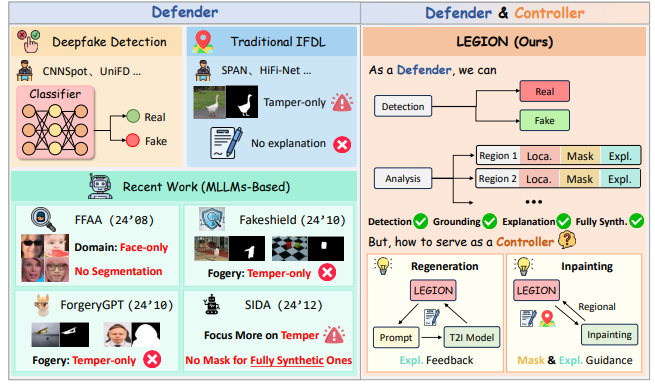 Defender
Deepfake Detection
CNNSpot、UniFD ...
Classifier
Real
Fake
Traditional IFDL
SPAN、HiFi-Net ...
Tamper-only
No explanation
Recent Work (MLLMs-Based)
FFAA (24’08)
Domain: Face-only
No Segmentation
Fakeshield (24’10)
Fogery: Temper-only
ForgeryGPT (24’10)
Fogery: Temper-only
SIDA (24’12)
Focus More on Temper
No Mask for Fully Synthetic Ones
Defender & Controller
LEGION (Ours)
As a Defender, we can
Detection
Real
Fake
Analysis
Region 1 Loca. Mask Expl.
Region 2 Loca. Mask Expl.
•••
Detection Grounding Explanation Fully Synth.
But, how to serve as a Controller
Regeneration
LEGION
Prompt
T2I Model
Expl. Feedback
Inpainting
LEGION
Regional
Inpainting
Mask & Expl. Guidance